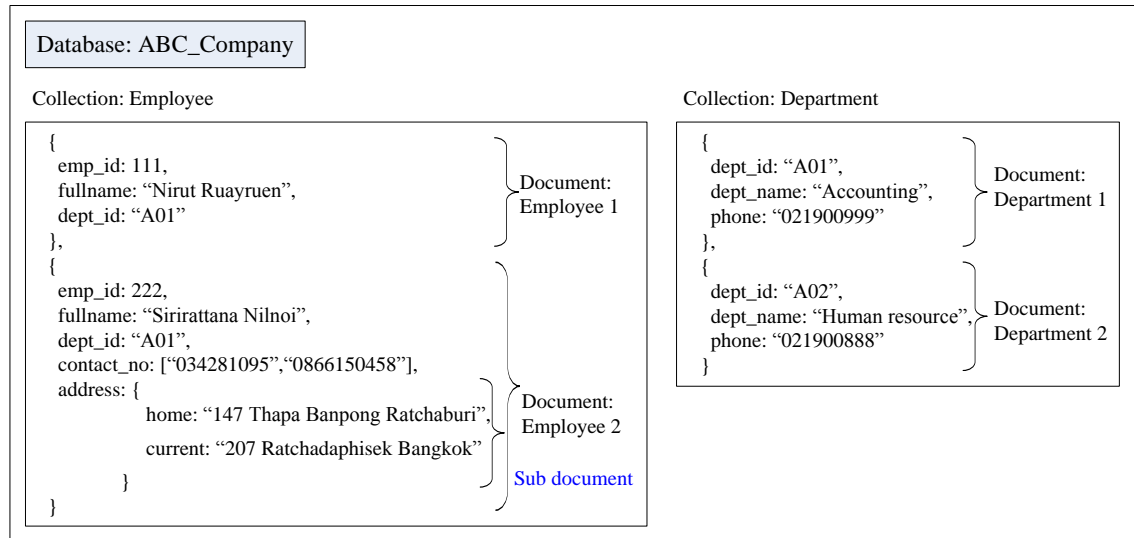 Database: ABC_Company
Collection: Employee
{
emp_id: 111,
fullname: “Nirut Ruayruen”,
dept_id: “A01”
},
Document:
Employee 1
{
emp_id: 222,
fullname: “Sirirattana Nilnoi”,
dept_id: “A01”,
contact_no: [“034281095”,“0866150458”],
address: {
home: “147 Thapa Banpong Ratchaburi”,
current: “207 Ratchadaphisek Bangkok”
}
}
Document:
Employee 2
Sub document
Collection: Department
{
dept_id: “A01”,
dept_name: “Accounting”,
phone: “021900999”
},
Document:
Department 1
{
dept_id: “A02”,
dept_name: “Human resource”,
phone: “021900888”
}
Document:
Department 2